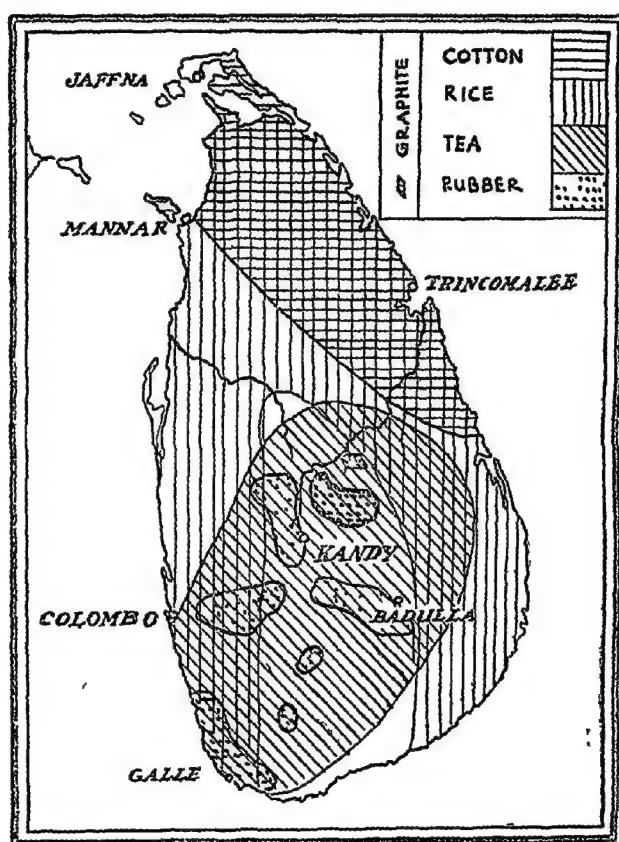 JAFFNA
MANNAR
TRINCOMALEE
KANDY
COLOMBO
BADULLA
GALLE
GRAPHITE
COTTON
RICE
TEA
RUBBER